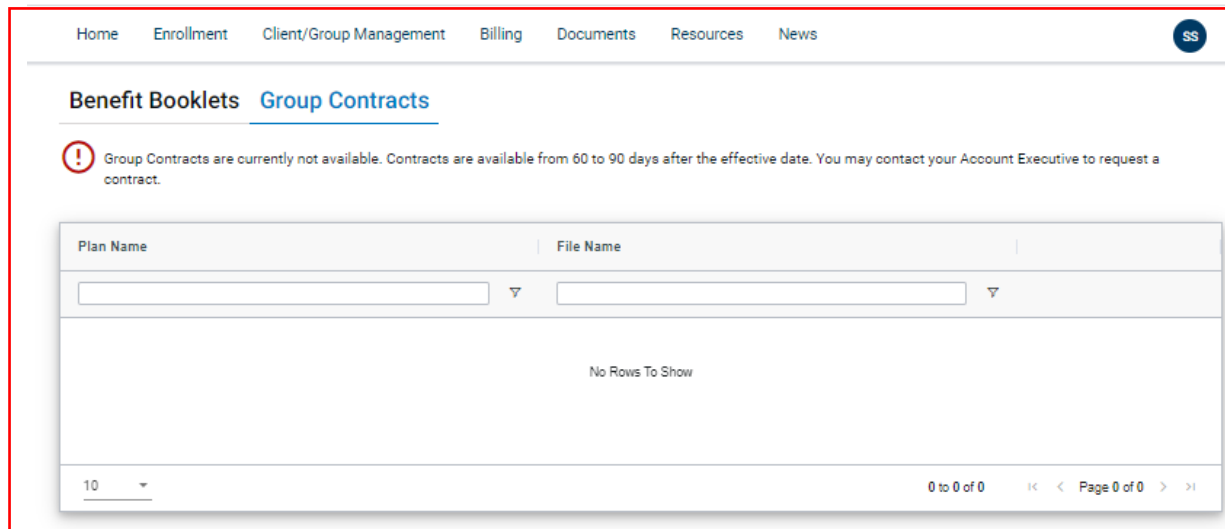 Home Enrollment Client/Group Management Billing Documents Resources News SS
Benefit Booklets Group Contracts
! Group Contracts are currently not available. Contracts are available from 60 to 90 days after the effective date. You may contact your Account Executive to request a
contract.
Plan Name File Name
No Rows To Show
10 0 to 0 of 0 Page 0 of 0